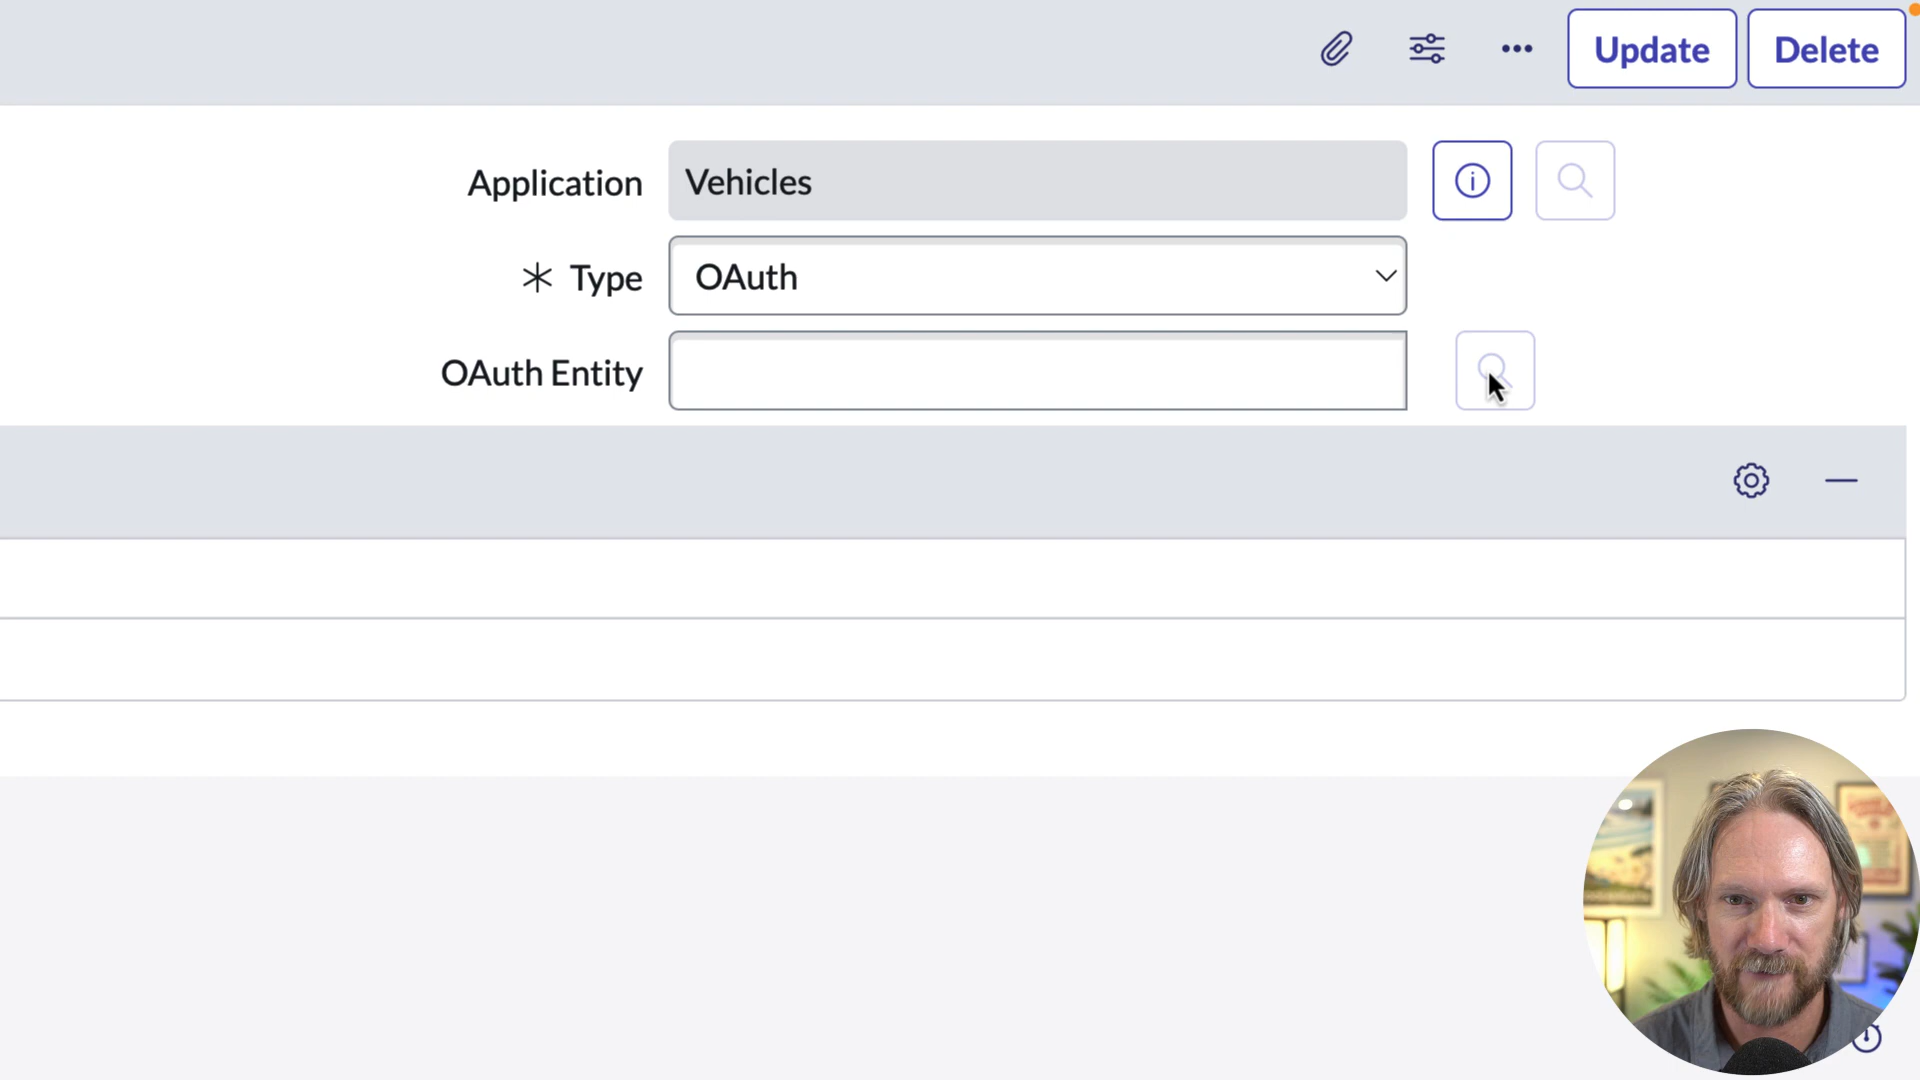 Update Delete
Application Vehicles
Type OAuth
OAuth Entity